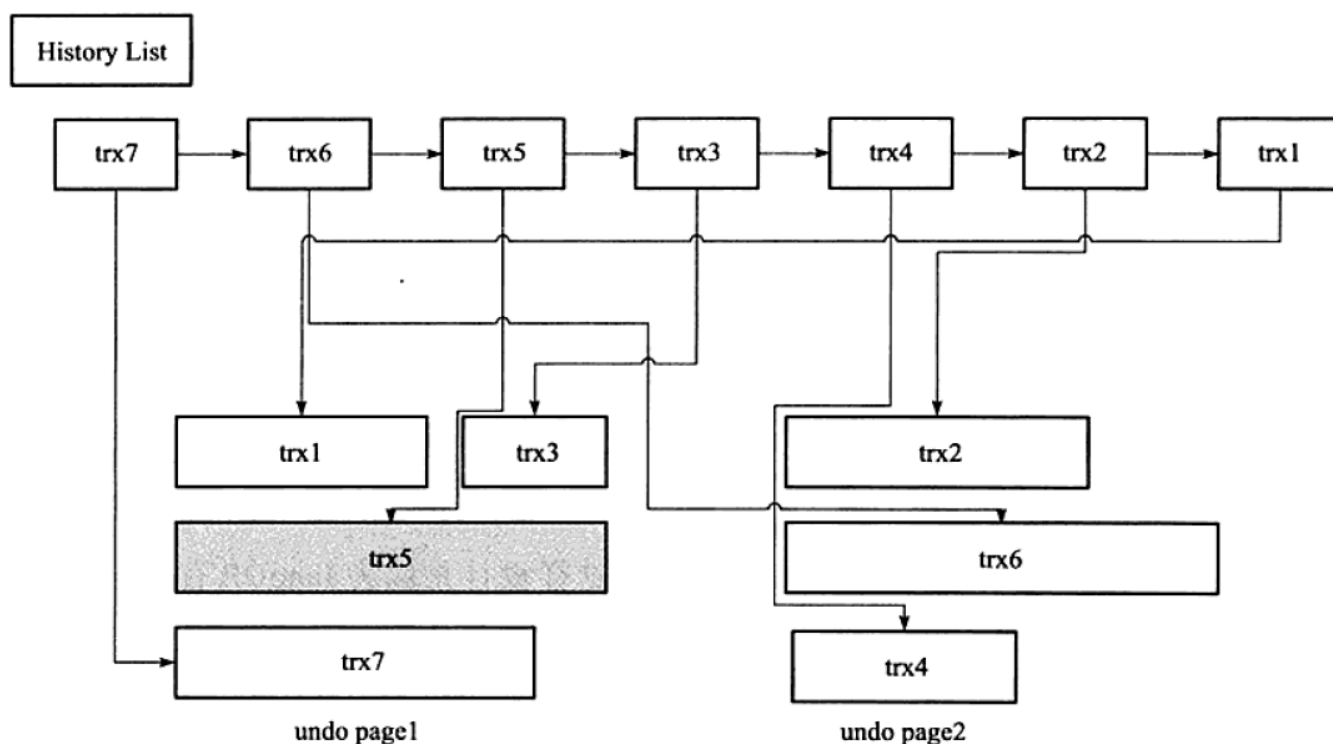 History List
trx7 trx6 trx5 trx3 trx4 trx2 trx1
trx1 trx3 trx2
trx5 trx6
trx7 trx4
undo page1 undo page2